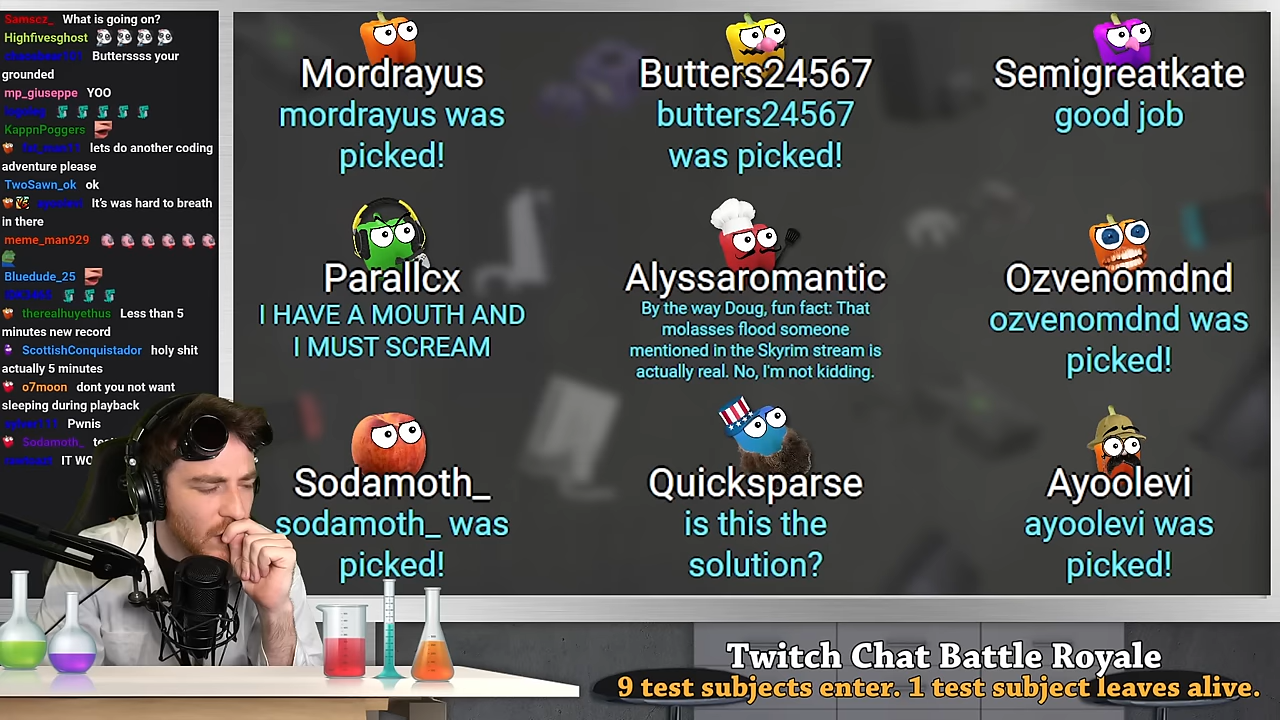 Samscz_ What is going on?
Highfivesghost
Buttersss your
grounded
mp_giuseppe YOO
KappnPoggers
lets do another coding
adventure please
TwoSawn_ok ok
It's was hard to breath
in there
meme_man929
Bluedude_25
therealhuyethus Less than 5
minutes new record
ScottishConquistador holy shit
actually 5 minutes
o7moon dont you not want
sleeping during playback
Pwnis
Sodamoth_
IT WO
Mordrayus
mordrayus was
picked!
Butters24567
butters24567
was picked!
Semigreatkate
good job
Parallcx
I HAVE A MOUTH AND
I MUST SCREAM
Alyssaromantic
By the way Doug, fun fact: That
molasses flood someone
mentioned in the Skyrim stream is
actually real. No, I'm not kidding.
Ozvenomdnd
ozvenomdnd was
picked!
Sodamoth_
sodamoth_ was
picked!
Quicksparse
is this the
solution?
Ayoolevi
ayoolevi was
picked!
Twitch Chat Battle Royale
9 test subjects enter. 1 test subject leaves alive.